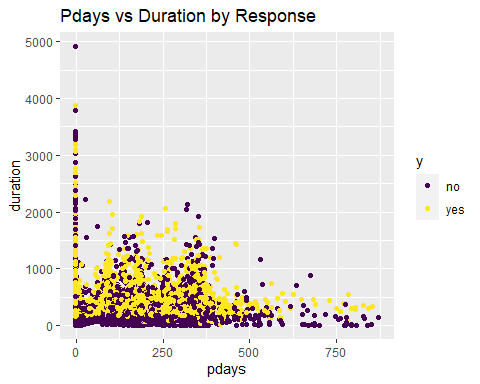 Pdays vs Duration by Response
5000
4000
3000
2000
1000
0
duration
0 250 500 750
pdays
y
no
yes